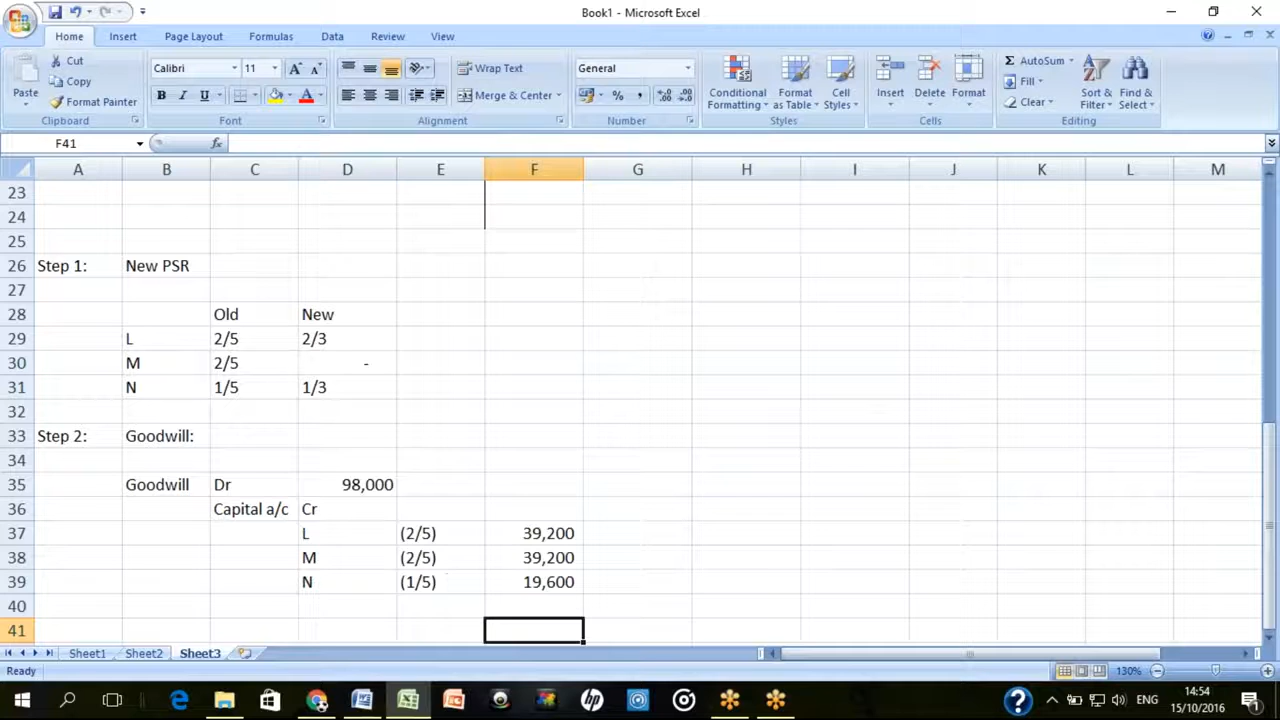 Book1 - Microsoft Excel
Home Insert Page Layout Formulas Data Review View
Paste Cut Copy Format Painter
Clipboard
Calibri 11
B I U
Font
Wrap Text
Merge & Center
Alignment
General
% ,
Number
Conditional Formatting Format as Table Cell Styles
Styles
Insert Delete Format
Cells
Σ AutoSum Fill Clear Sort & Filter Find & Select
Editing
F41 fx
A B C D E F G H I J K L M
23
24
25
26 Step 1: New PSR
27
28 Old New
29 L 2/5 2/3
30 M 2/5 -
31 N 1/5 1/3
32
33 Step 2: Goodwill:
34
35 Goodwill Dr 98,000
36 Capital a/c Cr
37 L (2/5) 39,200
38 M (2/5) 39,200
39 N (1/5) 19,600
40
41
Sheet1 Sheet2 Sheet3
Ready 130%
ENG 14:54
15/10/2016